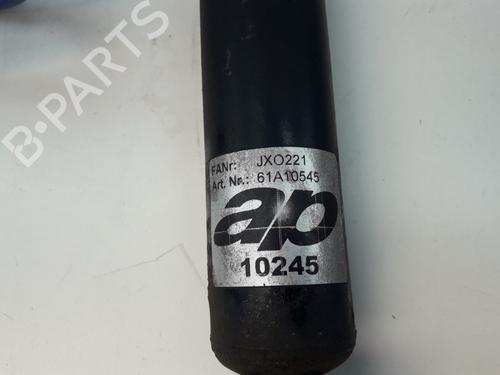 B-PARTS
FANr: JXO221
Art. Nr.: 61A10545
ap
10245